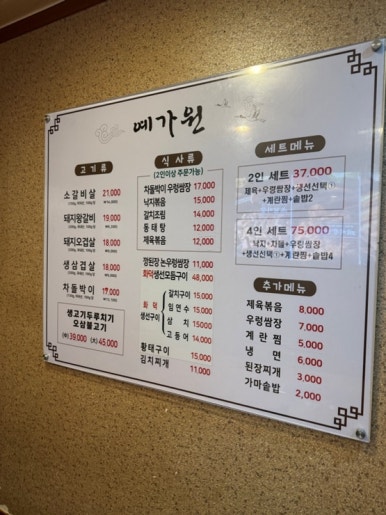 예가원
고기류
소갈비살 21,000
돼지왕갈비 19,000
돼지오겹살 18,000
생삼겹살 18,000
차돌박이 17,000
생고기두루치기
오삼불고기
(中) 39,000 (大) 45,000
식사류
(2인이상 주문가능)
차돌박이 우렁쌈장 17,000
낙지볶음 15,000
갈치조림 15,000
동태탕 12,000
제육볶음 12,000
강된장 논우렁쌈장 11,000
화덕생선모듬구이 48,000
화덕
생선구이
갈치구이 15,000
임연수 15,000
삼치 15,000
고등어 14,000
황태구이 15,000
김치찌개 11,000
세트메뉴
2인 세트 37,000
제육+우렁쌈장+생선선택①
+계란찜+솥밥2
4인 세트 75,000
낙지+차돌+우렁쌈장
+생선선택①+계란찜+솥밥4
추가메뉴
제육볶음 8,000
우렁쌈장 7,000
계란찜 5,000
냉면 6,000
된장찌개 3,000
가마솥밥 2,000